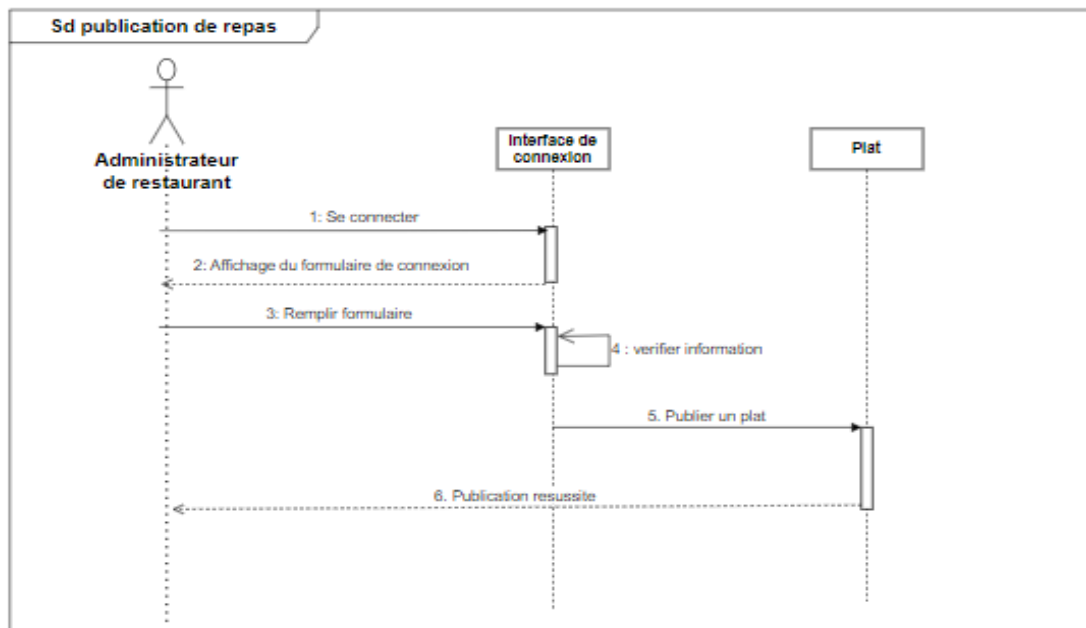 Sd publication de repas
Administrateur
de restaurant
Interface de
connexion
Plat
1: Se connecter
2: Affichage du formulaire de connexion
3: Remplir formulaire
4 : verifier information
5. Publier un plat
6. Publication resussite